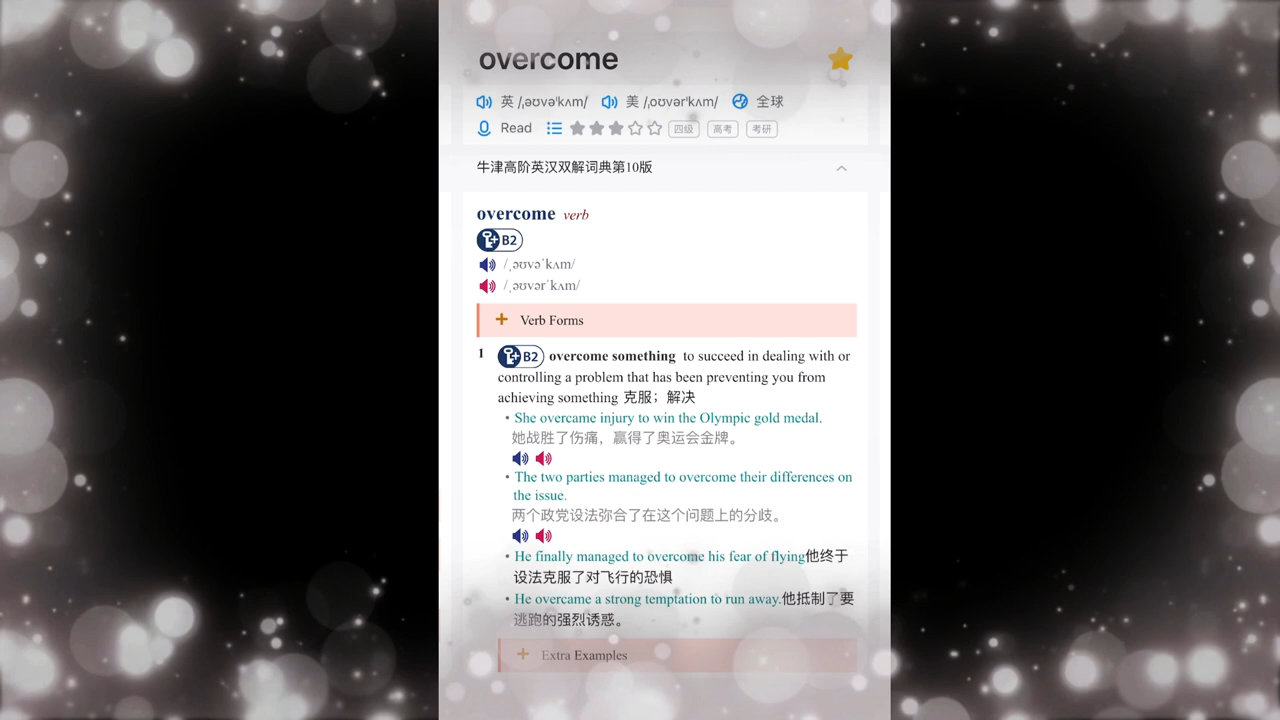 overcome
英 /ˌəʊvəˈkʌm/ 美 /ˌoʊvərˈkʌm/ 全球
Read 四级 高考 考研
牛津高阶英汉双解词典第10版
overcome verb
B2
/ˌəʊvəˈkʌm/
/ˌəʊvərˈkʌm/
+ Verb Forms
1 B2 overcome something to succeed in dealing with or
controlling a problem that has been preventing you from
achieving something 克服；解决
• She overcame injury to win the Olympic gold medal.
她战胜了伤痛，赢得了奥运会金牌。
• The two parties managed to overcome their differences on
the issue.
两个政党设法弥合了在这个问题上的分歧。
• He finally managed to overcome his fear of flying他终于
设法克服了对飞行的恐惧
• He overcame a strong temptation to run away.他抵制了要
逃跑的强烈诱惑。
+ Extra Examples